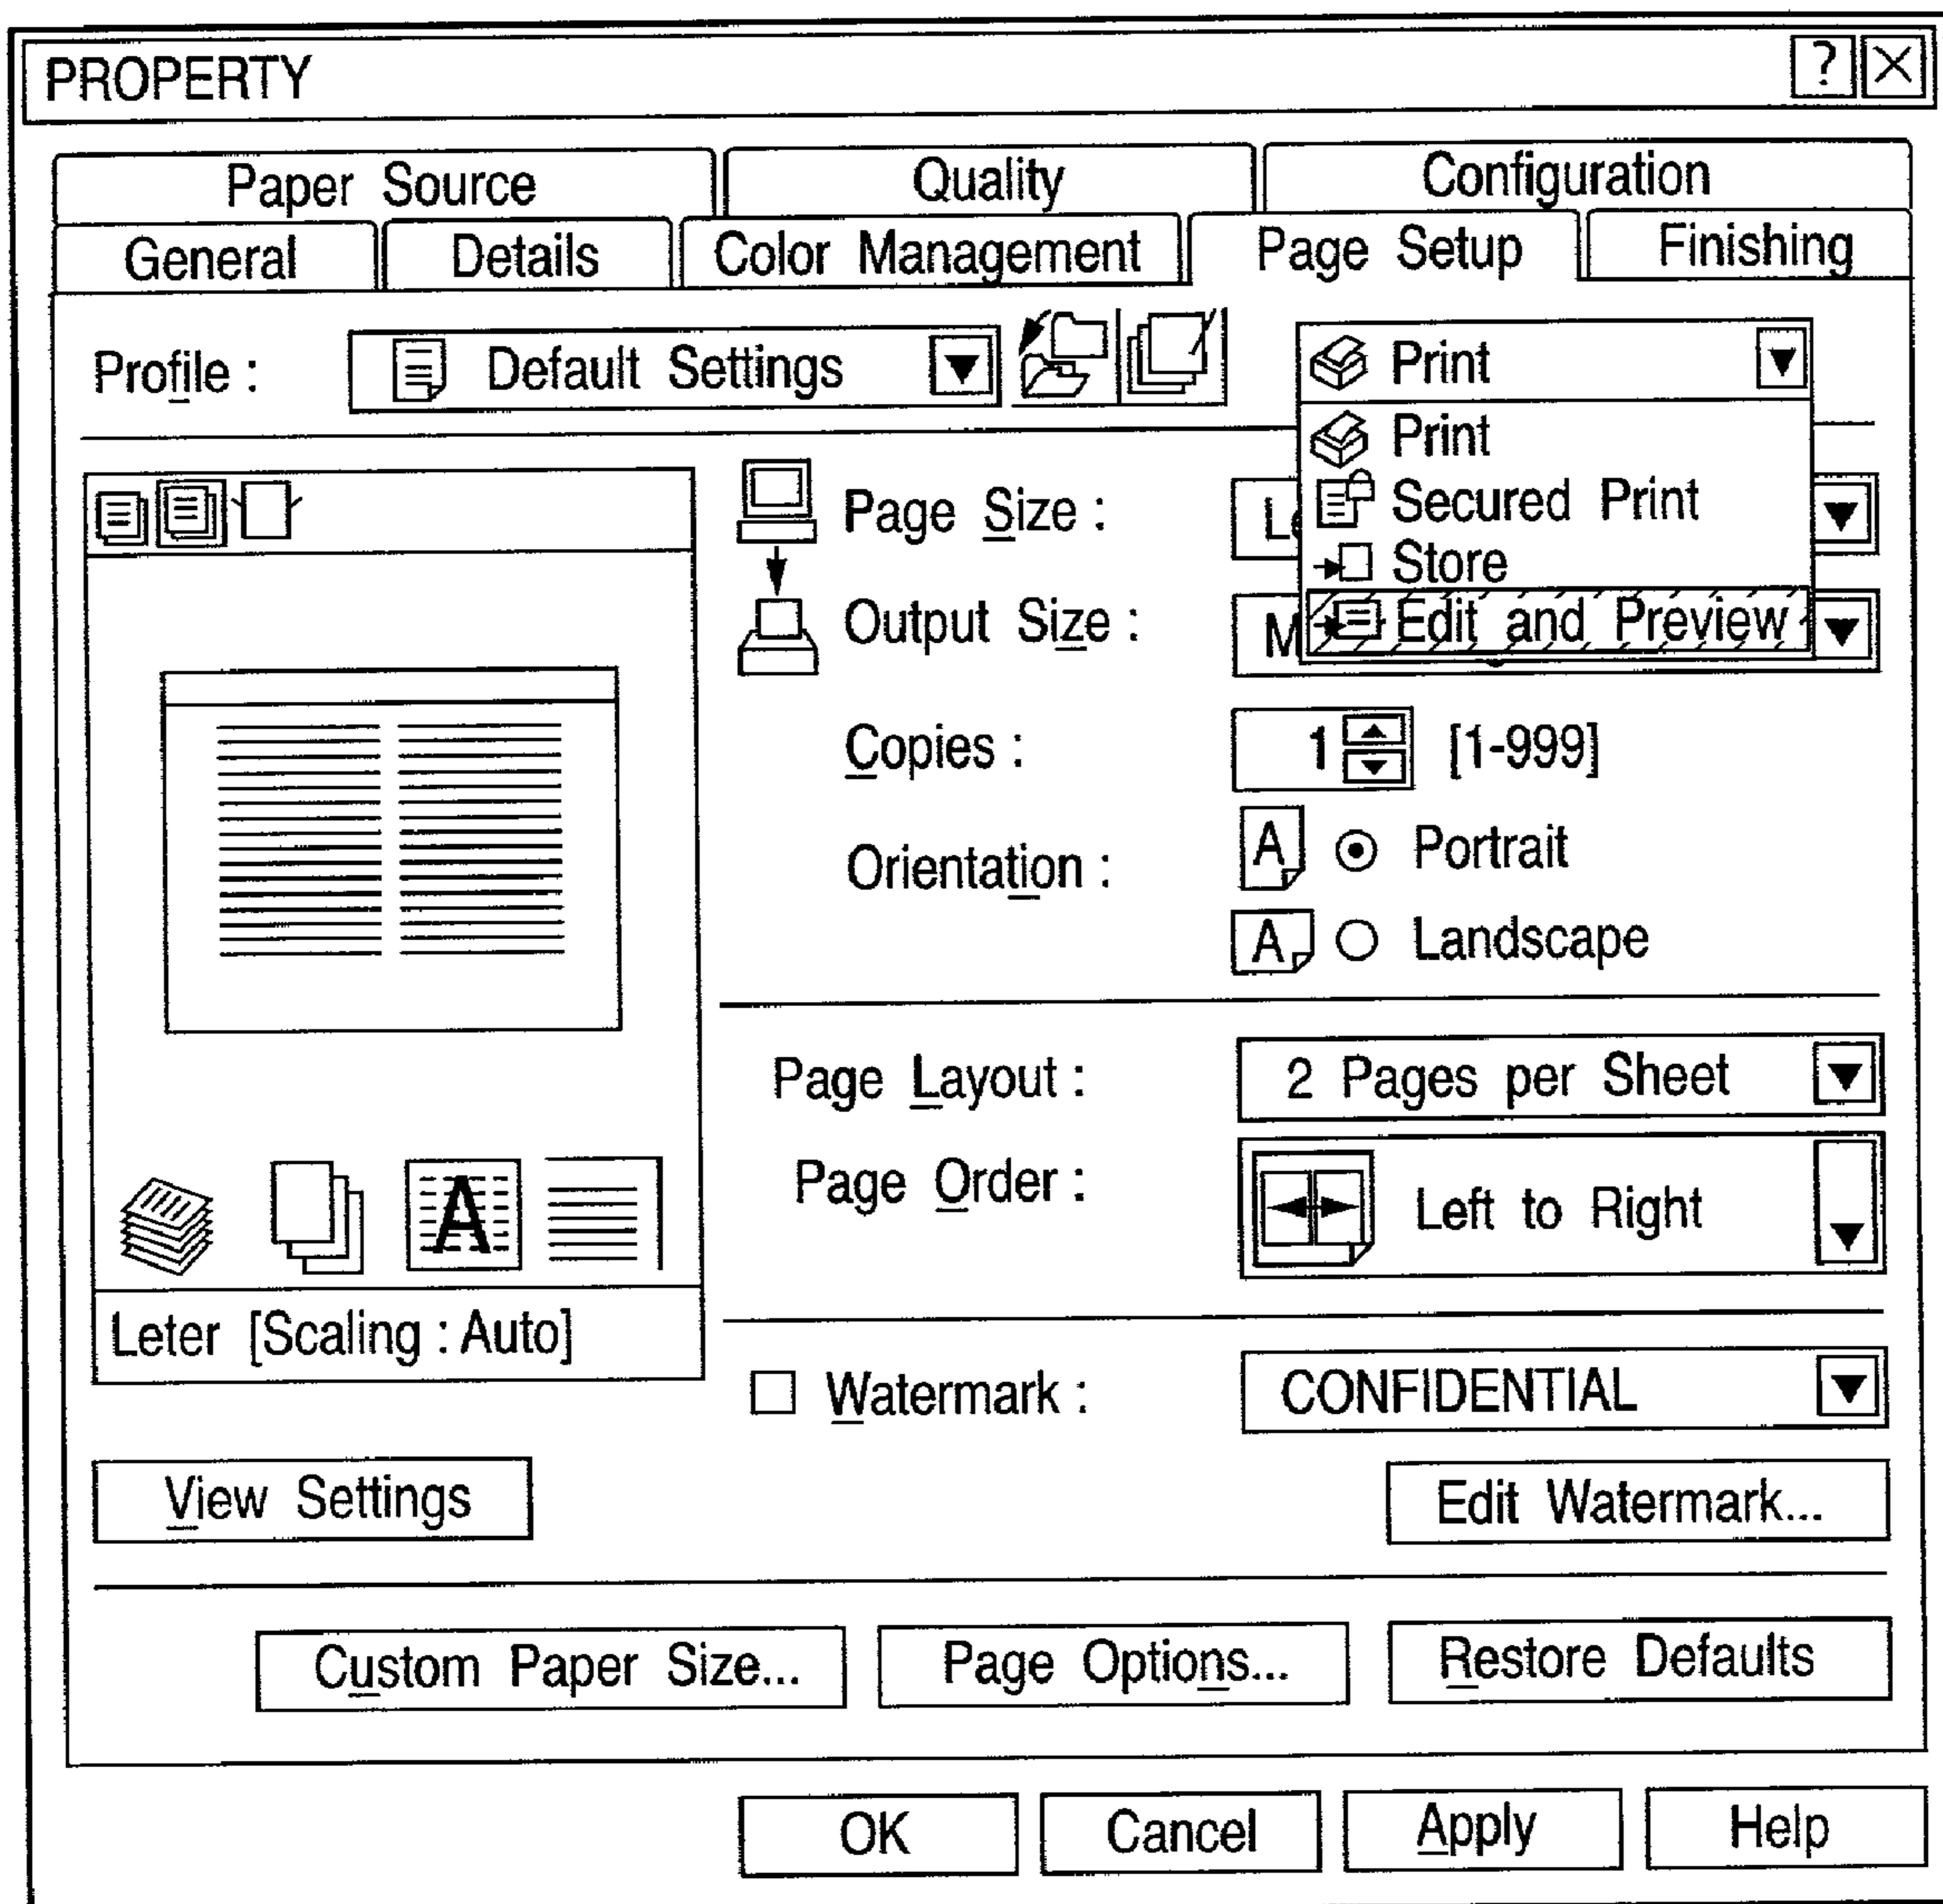 PROPERTY ? X
Paper Source Quality Configuration
General Details Color Management Page Setup Finishing
Profile : Default Settings Print
Print
Secured Print
Store
Edit and Preview
Page Size :
Output Size :
Copies : 1 [1-999]
Orientation : A Portrait
A Landscape
Page Layout : 2 Pages per Sheet
Page Order : Left to Right
A
Leter [Scaling : Auto]
Watermark : CONFIDENTIAL
View Settings Edit Watermark...
Custom Paper Size... Page Options... Restore Defaults
OK Cancel Apply Help